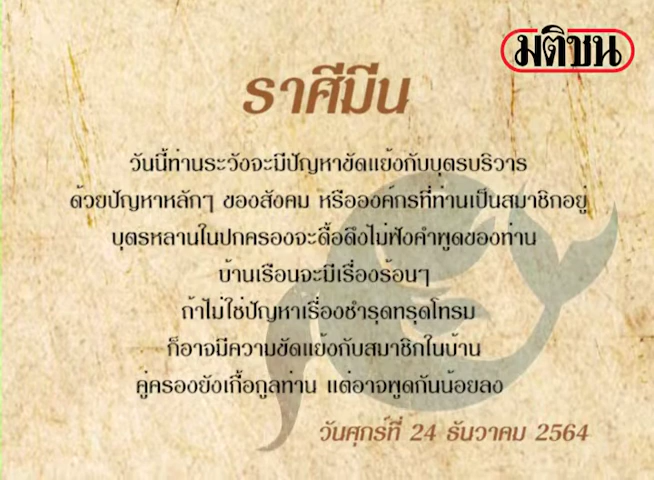 มติชน
ราศีมีน
วันนี้ท่านระวังจะมีปัญหาขัดแย้งกับบุตรบริวาร
ด้วยปัญหาหลักๆ ของสังคม หรือองค์กรที่ท่านเป็นสมาชิกอยู่
บุตรหลานในปกครองจะดื้อดึงไม่ฟังคำพูดของท่าน
บ้านเรือนจะมีเรื่องร้อนๆ
ถ้าไม่ใช่ปัญหาเรื่องชำรุดทรุดโทรม
ก็อาจมีความขัดแย้งกับสมาชิกในบ้าน
คู่ครองยังเกื้อกูลท่าน แต่อาจพูดกันน้อยลง
วันศุกร์ที่ 24 ธันวาคม 2564